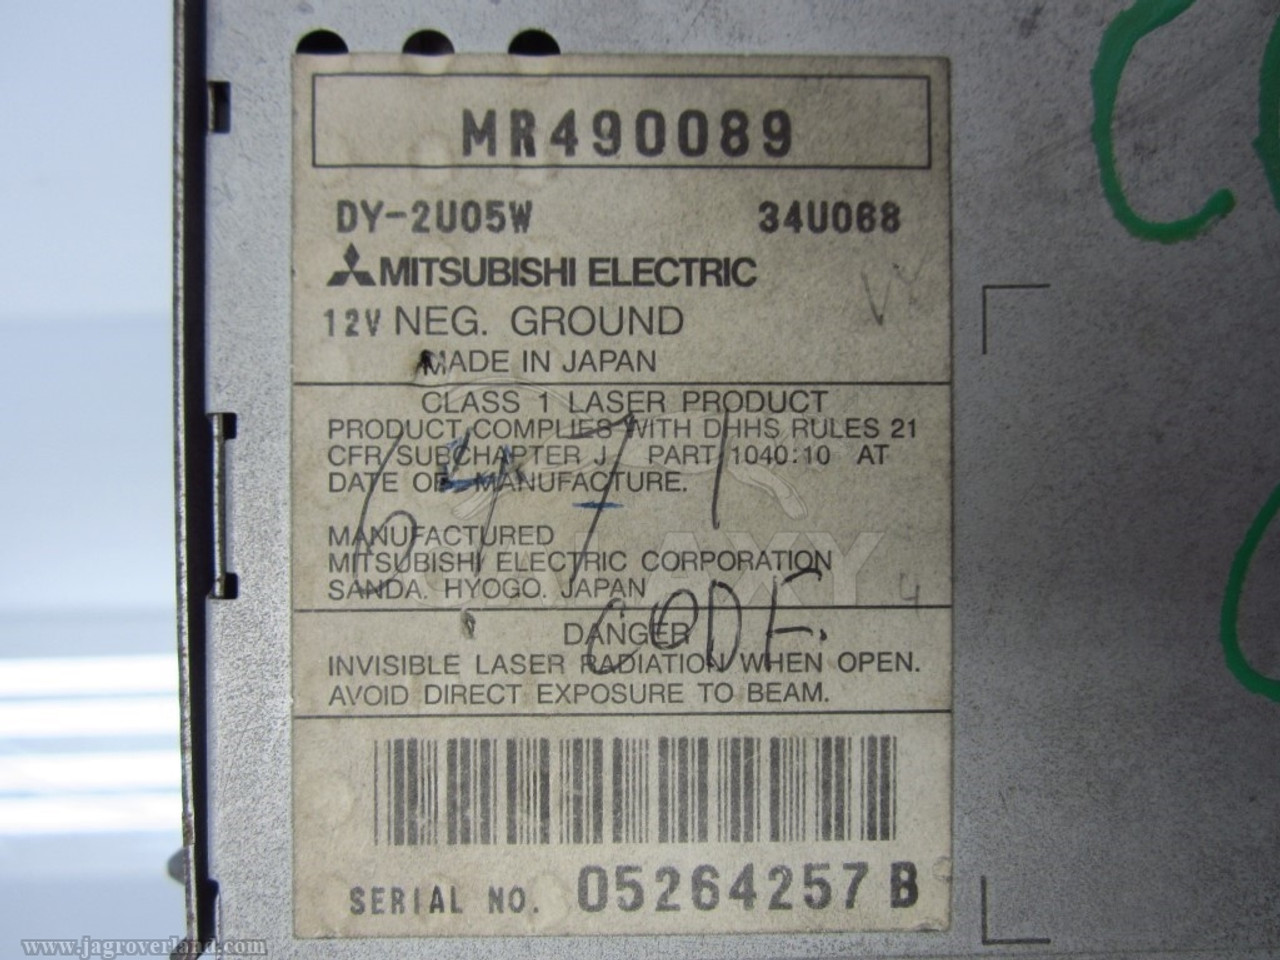 MR490089
DY-2U05W 34U068
MITSUBISHI ELECTRIC
12V NEG. GROUND
MADE IN JAPAN
CLASS 1 LASER PRODUCT
PRODUCT COMPLIES WITH DHHS RULES 21
CFR SUBCHAPTER J, PART 1040:10 AT
DATE OF MANUFACTURE.
MANUFACTURED
MITSUBISHI ELECTRIC CORPORATION
SANDA. HYOGO. JAPAN
CODE.
DANGER
INVISIBLE LASER RADIATION WHEN OPEN.
AVOID DIRECT EXPOSURE TO BEAM.
SERIAL NO. 05264257 B
www.jagroverland.com